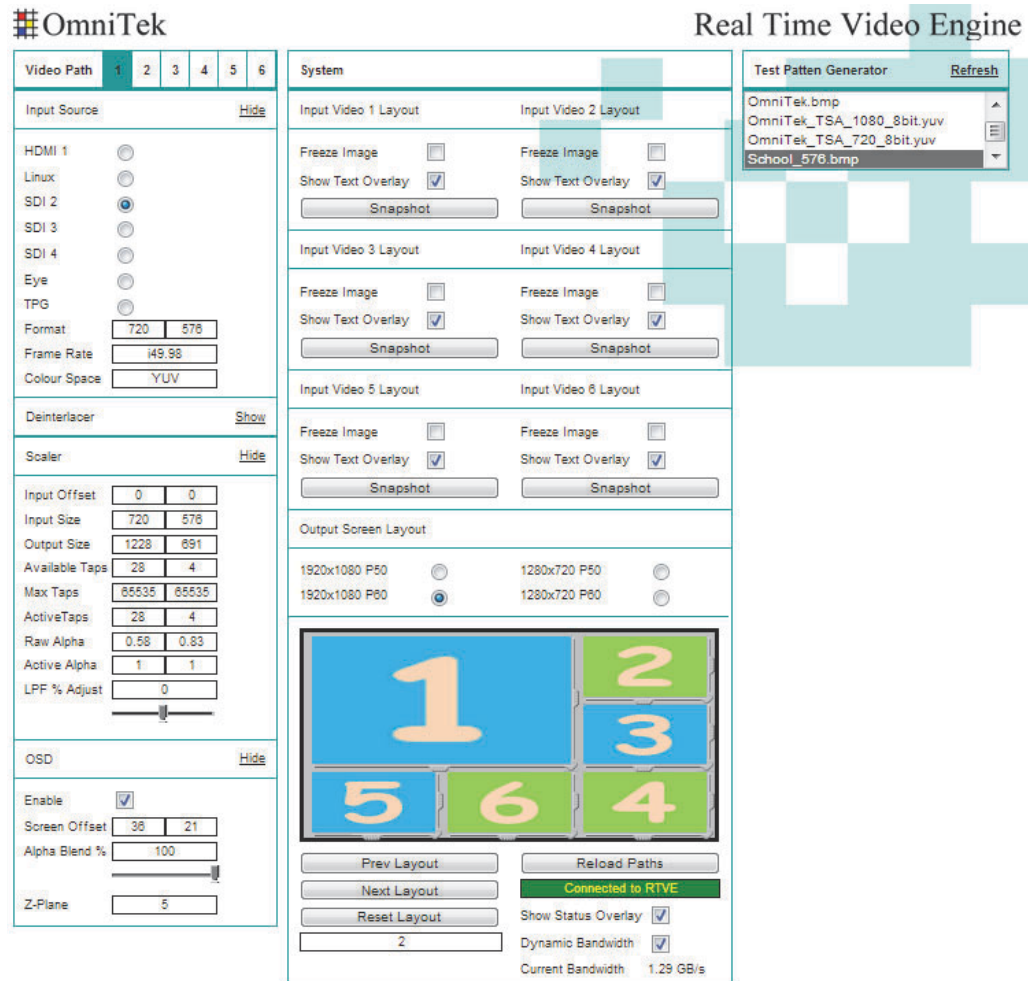 OmniTek
Real Time Video Engine
Video Path 1 2 3 4 5 6
Input Source Hide
HDMI 1
Linux
SDI 2
SDI 3
SDI 4
Eye
TPG
Format 720 576
Frame Rate i49.98
Colour Space YUV
Deinterlacer Show
Scaler Hide
Input Offset 0 0
Input Size 720 576
Output Size 1228 691
Available Taps 28 4
Max Taps 65535 65535
ActiveTaps 28 4
Raw Alpha 0.58 0.83
Active Alpha 1 1
LPF % Adjust 0
OSD Hide
Enable
Screen Offset 36 21
Alpha Blend % 100
Z-Plane 5
System
Input Video 1 Layout Input Video 2 Layout
Freeze Image Freeze Image
Show Text Overlay Show Text Overlay
Snapshot Snapshot
Input Video 3 Layout Input Video 4 Layout
Freeze Image Freeze Image
Show Text Overlay Show Text Overlay
Snapshot Snapshot
Input Video 5 Layout Input Video 6 Layout
Freeze Image Freeze Image
Show Text Overlay Show Text Overlay
Snapshot Snapshot
Output Screen Layout
1920x1080 P50 1280x720 P50
1920x1080 P60 1280x720 P60
1 2
3
5 6 4
Prev Layout Reload Paths
Next Layout Connected to RTVE
Reset Layout Show Status Overlay
2 Dynamic Bandwidth
Current Bandwidth 1.29 GB/s
Test Patten Generator Refresh
OmniTek.bmp
OmniTek_TSA_1080_8bit.yuv
OmniTek_TSA_720_8bit.yuv
School_576.bmp